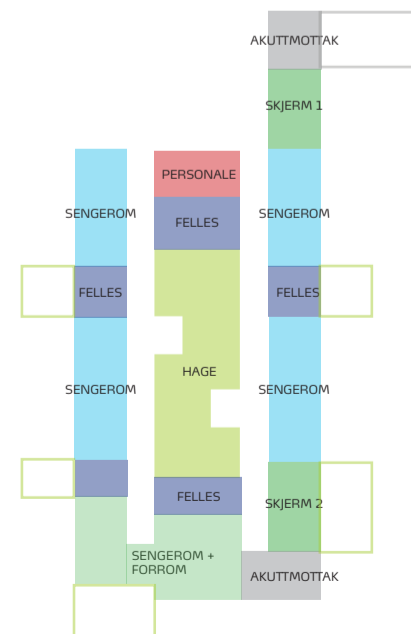 AKUTTMOTTAK
SKJERM 1
PERSONALE
SENGEROM
FELLES
SENGEROM
FELLES
FELLES
HAGE
SENGEROM
SENGEROM
FELLES
SKJERM 2
SENGEROM +
FORROM
AKUTTMOTTAK